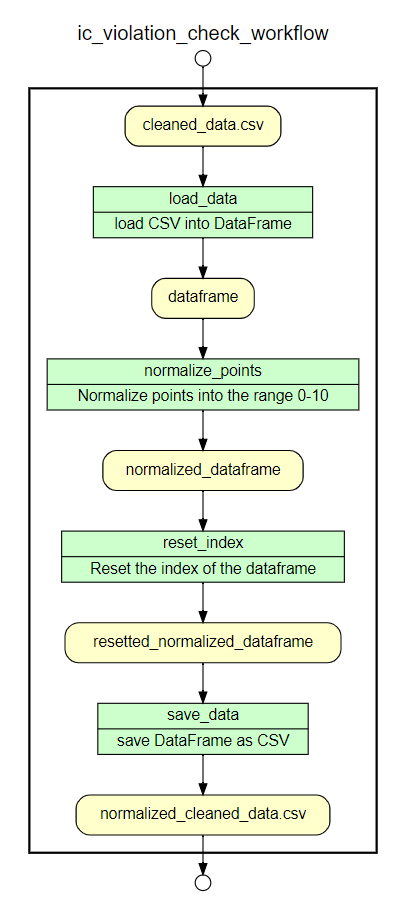 ic_violation_check_workflow
cleaned_data.csv
load_data
load CSV into DataFrame
dataframe
normalize_points
Normalize points into the range 0-10
normalized_dataframe
reset_index
Reset the index of the dataframe
resetted_normalized_dataframe
save_data
save DataFrame as CSV
normalized_cleaned_data.csv